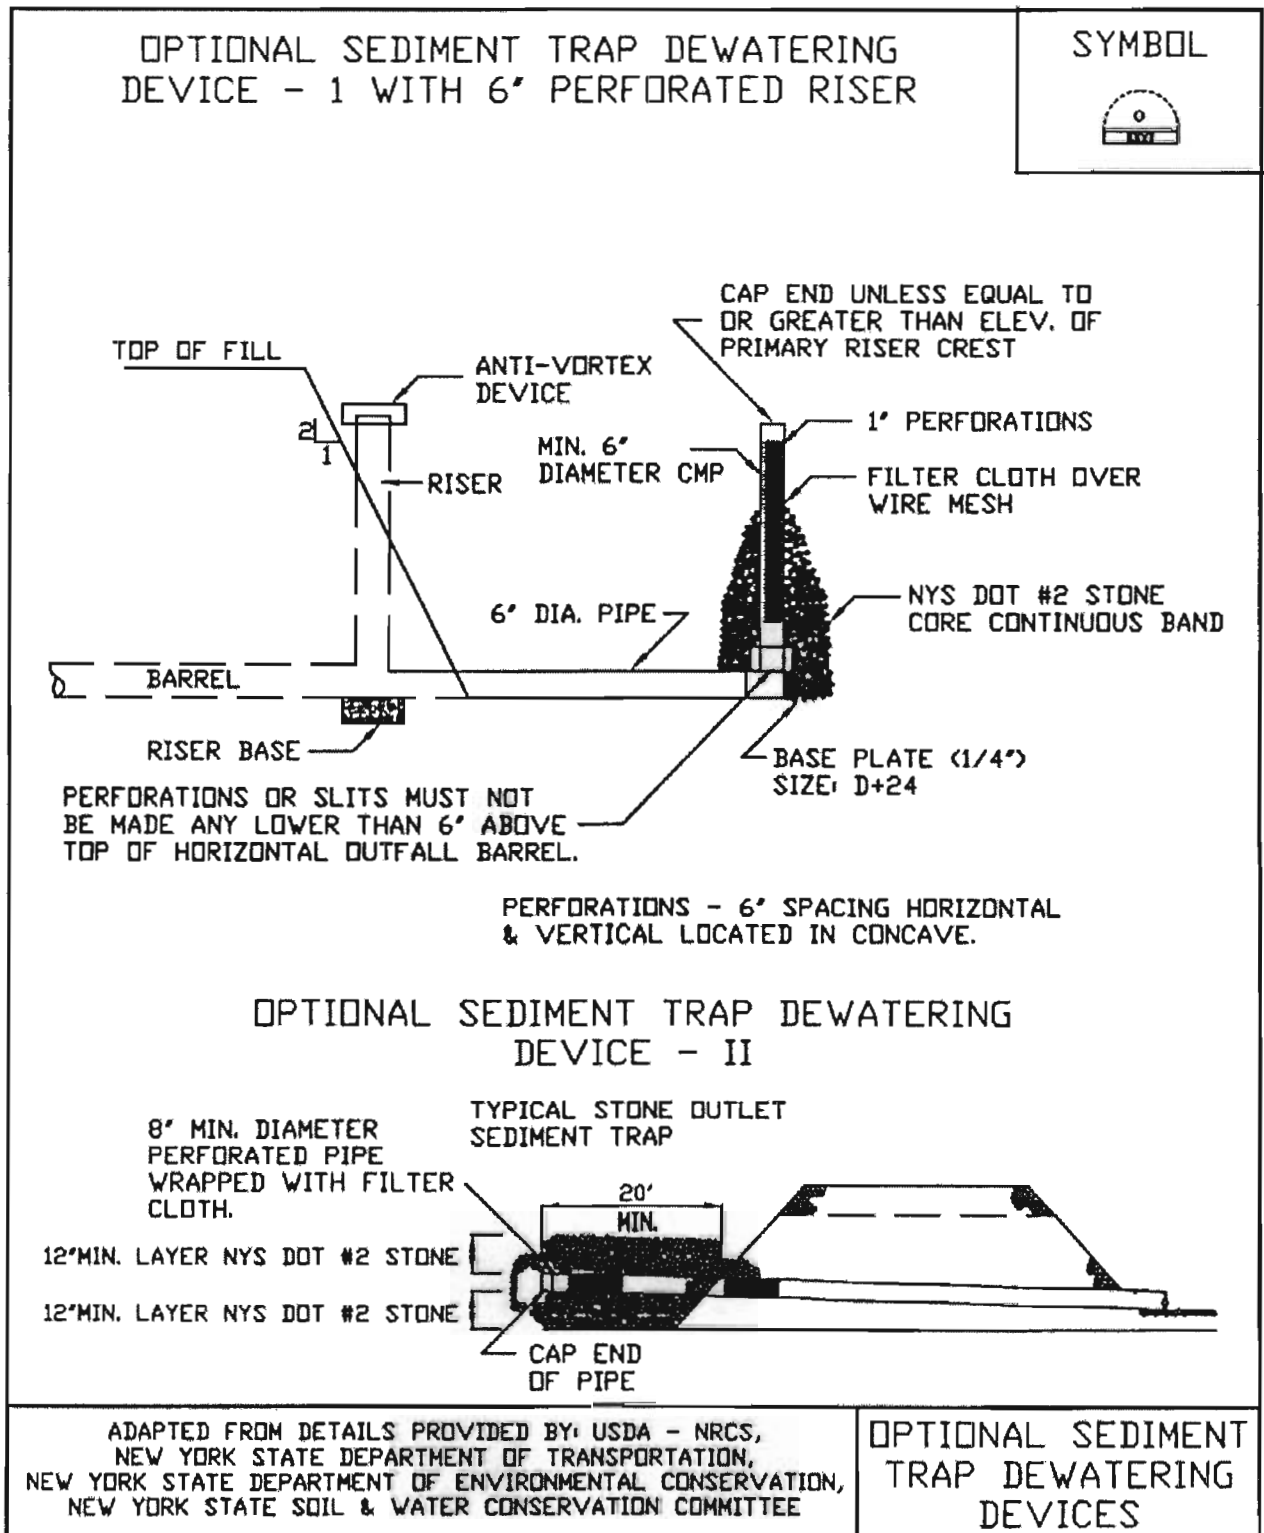 OPTIONAL SEDIMENT TRAP DEWATERING
DEVICE - 1 WITH 6" PERFORATED RISER
SYMBOL
CAP END UNLESS EQUAL TO
OR GREATER THAN ELEV. OF
PRIMARY RISER CREST
TOP OF FILL
ANTI-VORTEX
DEVICE
2
1
RISER
MIN. 6"
DIAMETER CMP
1" PERFORATIONS
FILTER CLOTH OVER
WIRE MESH
NYS DOT #2 STONE
CORE CONTINUOUS BAND
6" DIA. PIPE
BARREL
RISER BASE
BASE PLATE (1/4")
SIZE: D+24
PERFORATIONS OR SLITS MUST NOT
BE MADE ANY LOWER THAN 6" ABOVE
TOP OF HORIZONTAL OUTFALL BARREL.
PERFORATIONS - 6" SPACING HORIZONTAL
& VERTICAL LOCATED IN CONCAVE.
OPTIONAL SEDIMENT TRAP DEWATERING
DEVICE - II
TYPICAL STONE OUTLET
SEDIMENT TRAP
8" MIN. DIAMETER
PERFORATED PIPE
WRAPPED WITH FILTER
CLOTH.
20'
MIN.
12"MIN. LAYER NYS DOT #2 STONE
12"MIN. LAYER NYS DOT #2 STONE
CAP END
OF PIPE
ADAPTED FROM DETAILS PROVIDED BY: USDA - NRCS,
NEW YORK STATE DEPARTMENT OF TRANSPORTATION,
NEW YORK STATE DEPARTMENT OF ENVIRONMENTAL CONSERVATION,
NEW YORK STATE SOIL & WATER CONSERVATION COMMITTEE
OPTIONAL SEDIMENT
TRAP DEWATERING
DEVICES